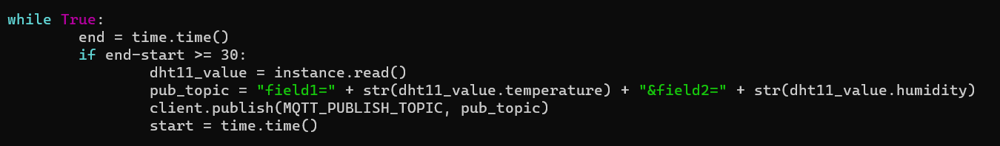 while True:
        end = time.time()
        if end-start >= 30:
                dht11_value = instance.read()
                pub_topic = "field1=" + str(dht11_value.temperature) + "&field2=" + str(dht11_value.humidity)
                client.publish(MQTT_PUBLISH_TOPIC, pub_topic)
                start = time.time()